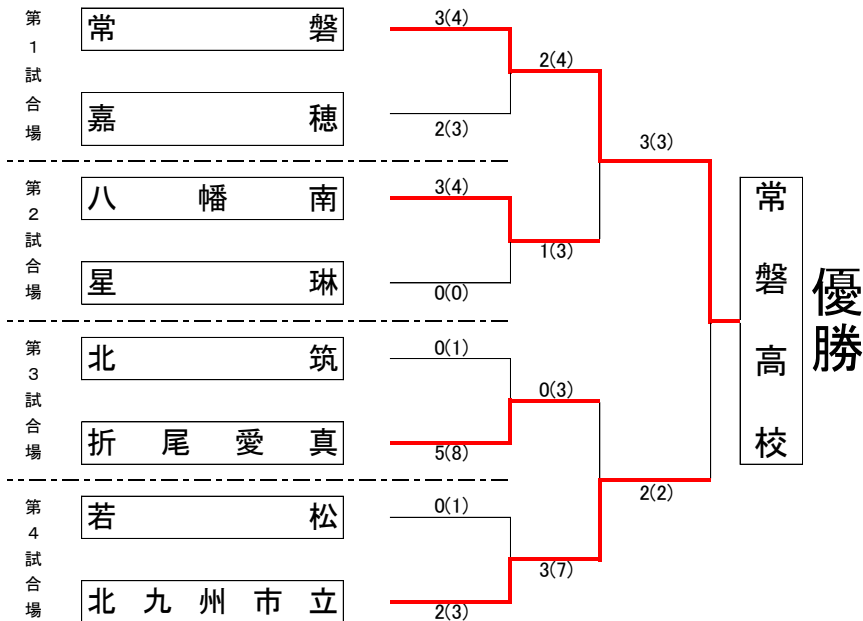 第1試合場
常磐
3(4)
嘉穂
2(3)
2(4)
第2試合場
八幡南
3(4)
星琳
0(0)
1(3)
3(3)
第3試合場
北筑
0(1)
折尾愛真
5(8)
0(3)
第4試合場
若松
0(1)
北九州市立
2(3)
3(7)
2(2)
常磐高校
優勝